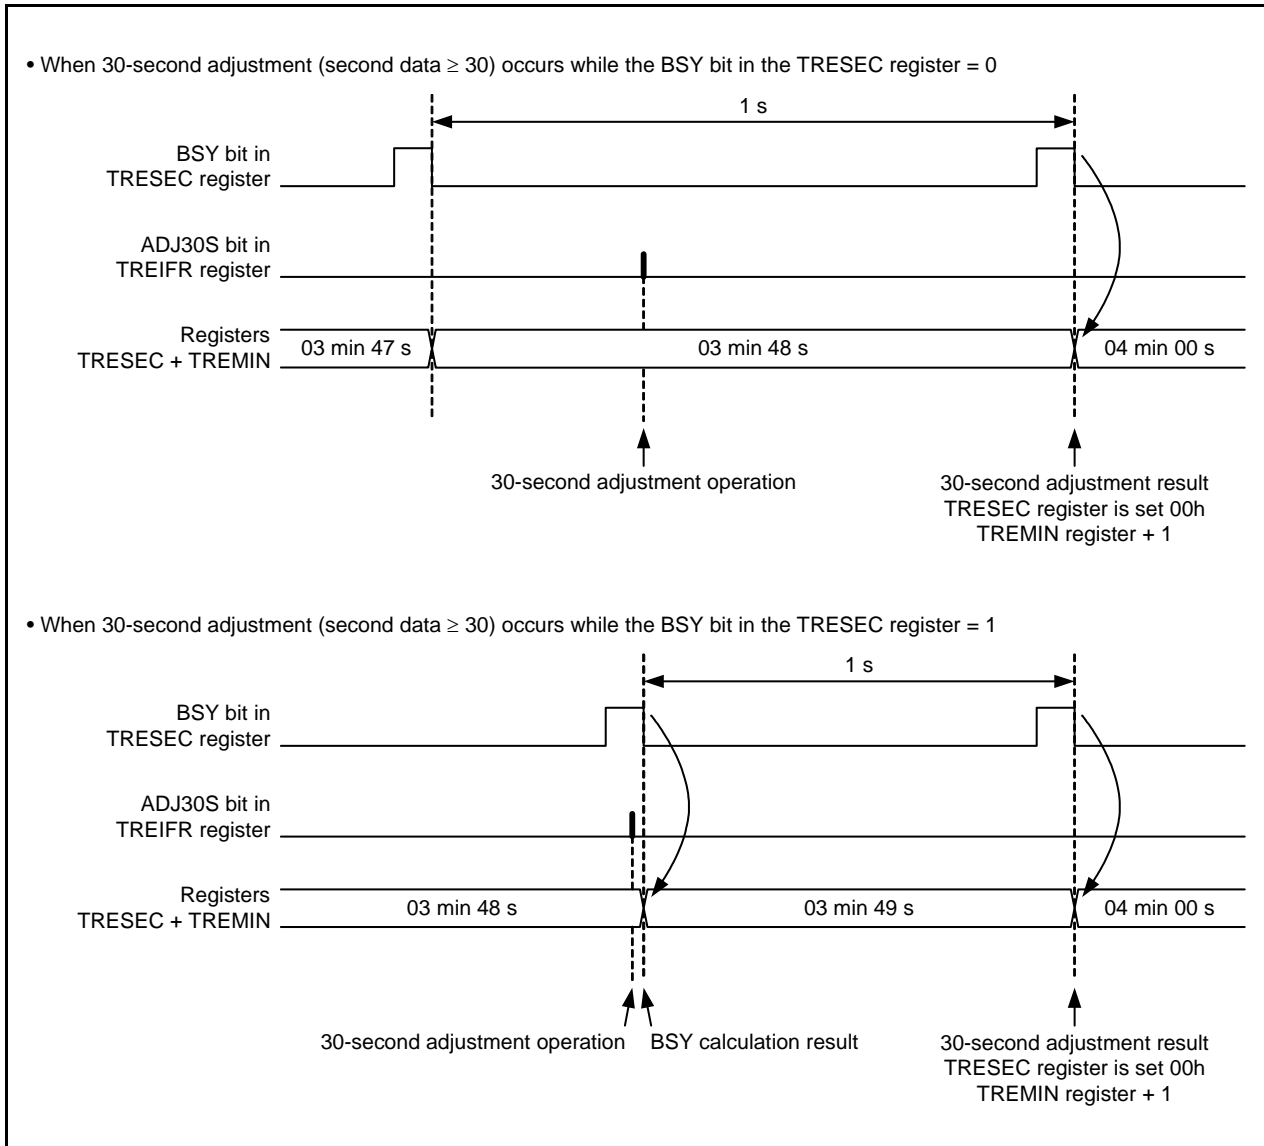 • When 30-second adjustment (second data ≥ 30) occurs while the BSY bit in the TRESEC register = 0
1 s
BSY bit in
TRESEC register
ADJ30S bit in
TREIFR register
Registers
TRESEC + TREMIN
03 min 47 s
03 min 48 s
04 min 00 s
30-second adjustment operation
30-second adjustment result
TRESEC register is set 00h
TREMIN register + 1
• When 30-second adjustment (second data ≥ 30) occurs while the BSY bit in the TRESEC register = 1
1 s
BSY bit in
TRESEC register
ADJ30S bit in
TREIFR register
Registers
TRESEC + TREMIN
03 min 48 s
03 min 49 s
04 min 00 s
30-second adjustment operation
BSY calculation result
30-second adjustment result
TRESEC register is set 00h
TREMIN register + 1